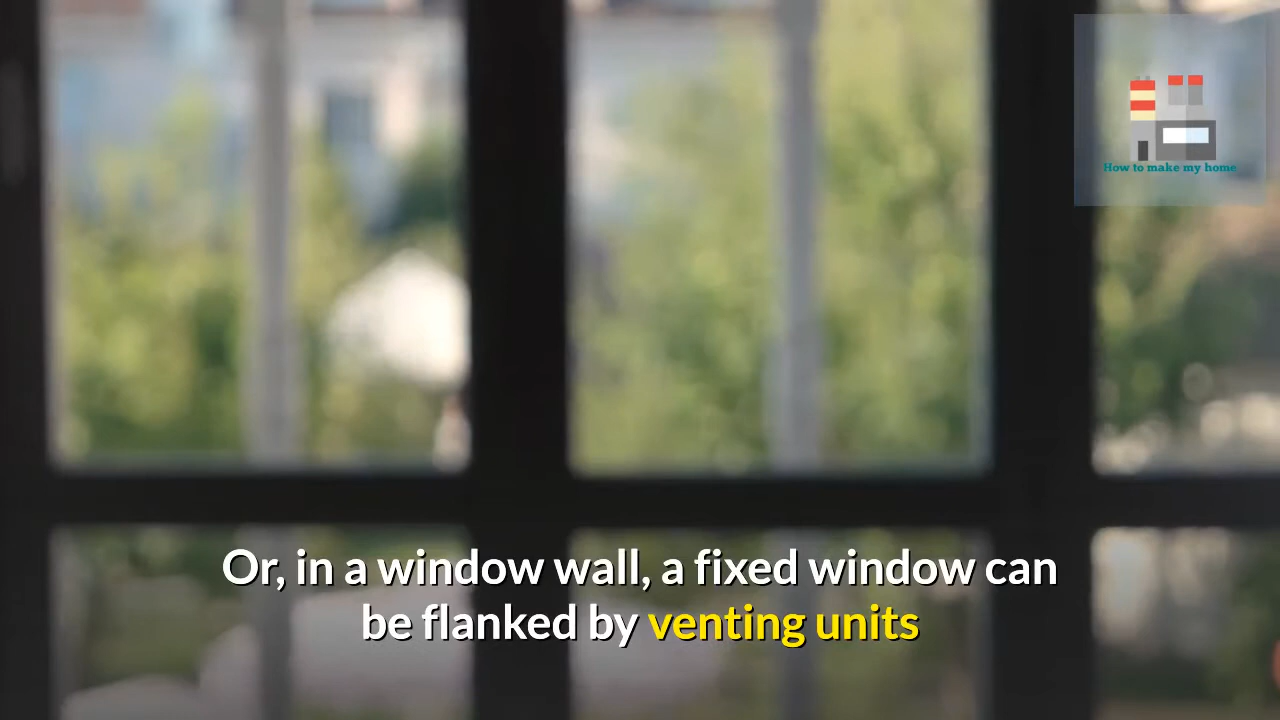 How to make my home
Or, in a window wall, a fixed window can
be flanked by venting units